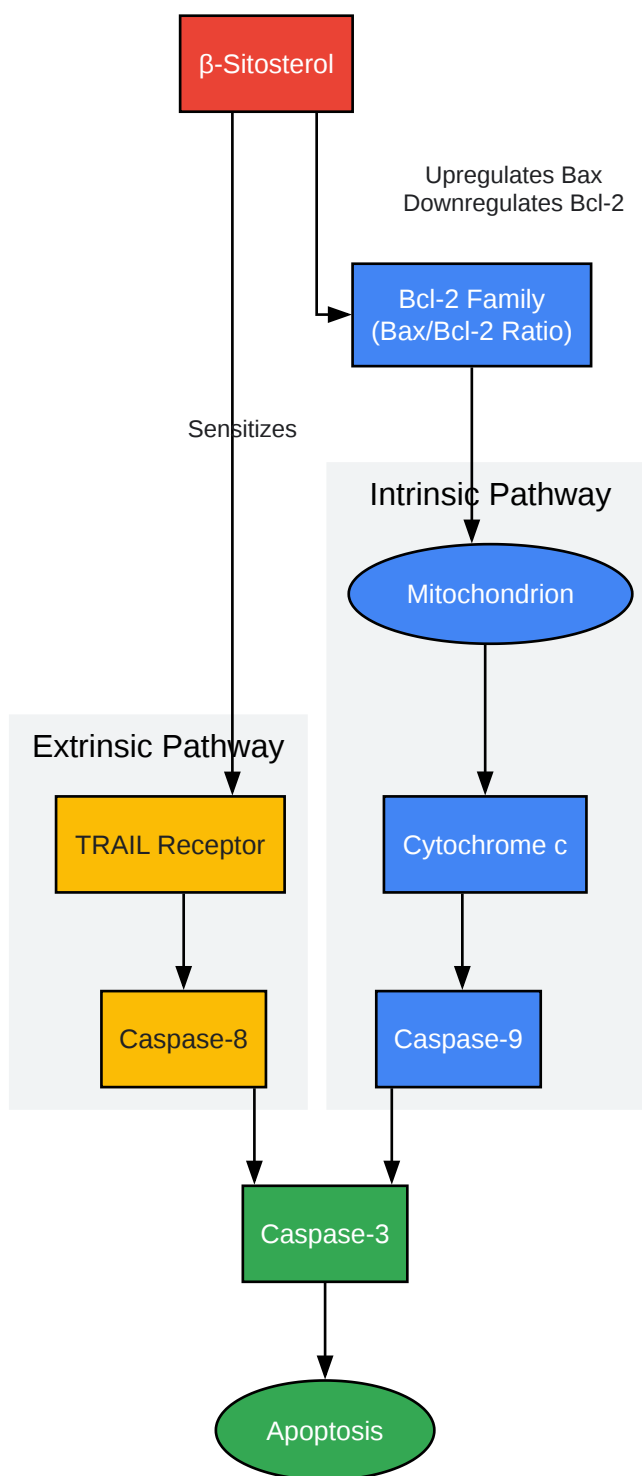 β-Sitosterol
Upregulates Bax
Downregulates Bcl-2
Bcl-2 Family
(Bax/Bcl-2 Ratio)
Sensitizes
Intrinsic Pathway
Mitochondrion
Extrinsic Pathway
TRAIL Receptor
Cytochrome c
Caspase-8
Caspase-9
Caspase-3
Apoptosis